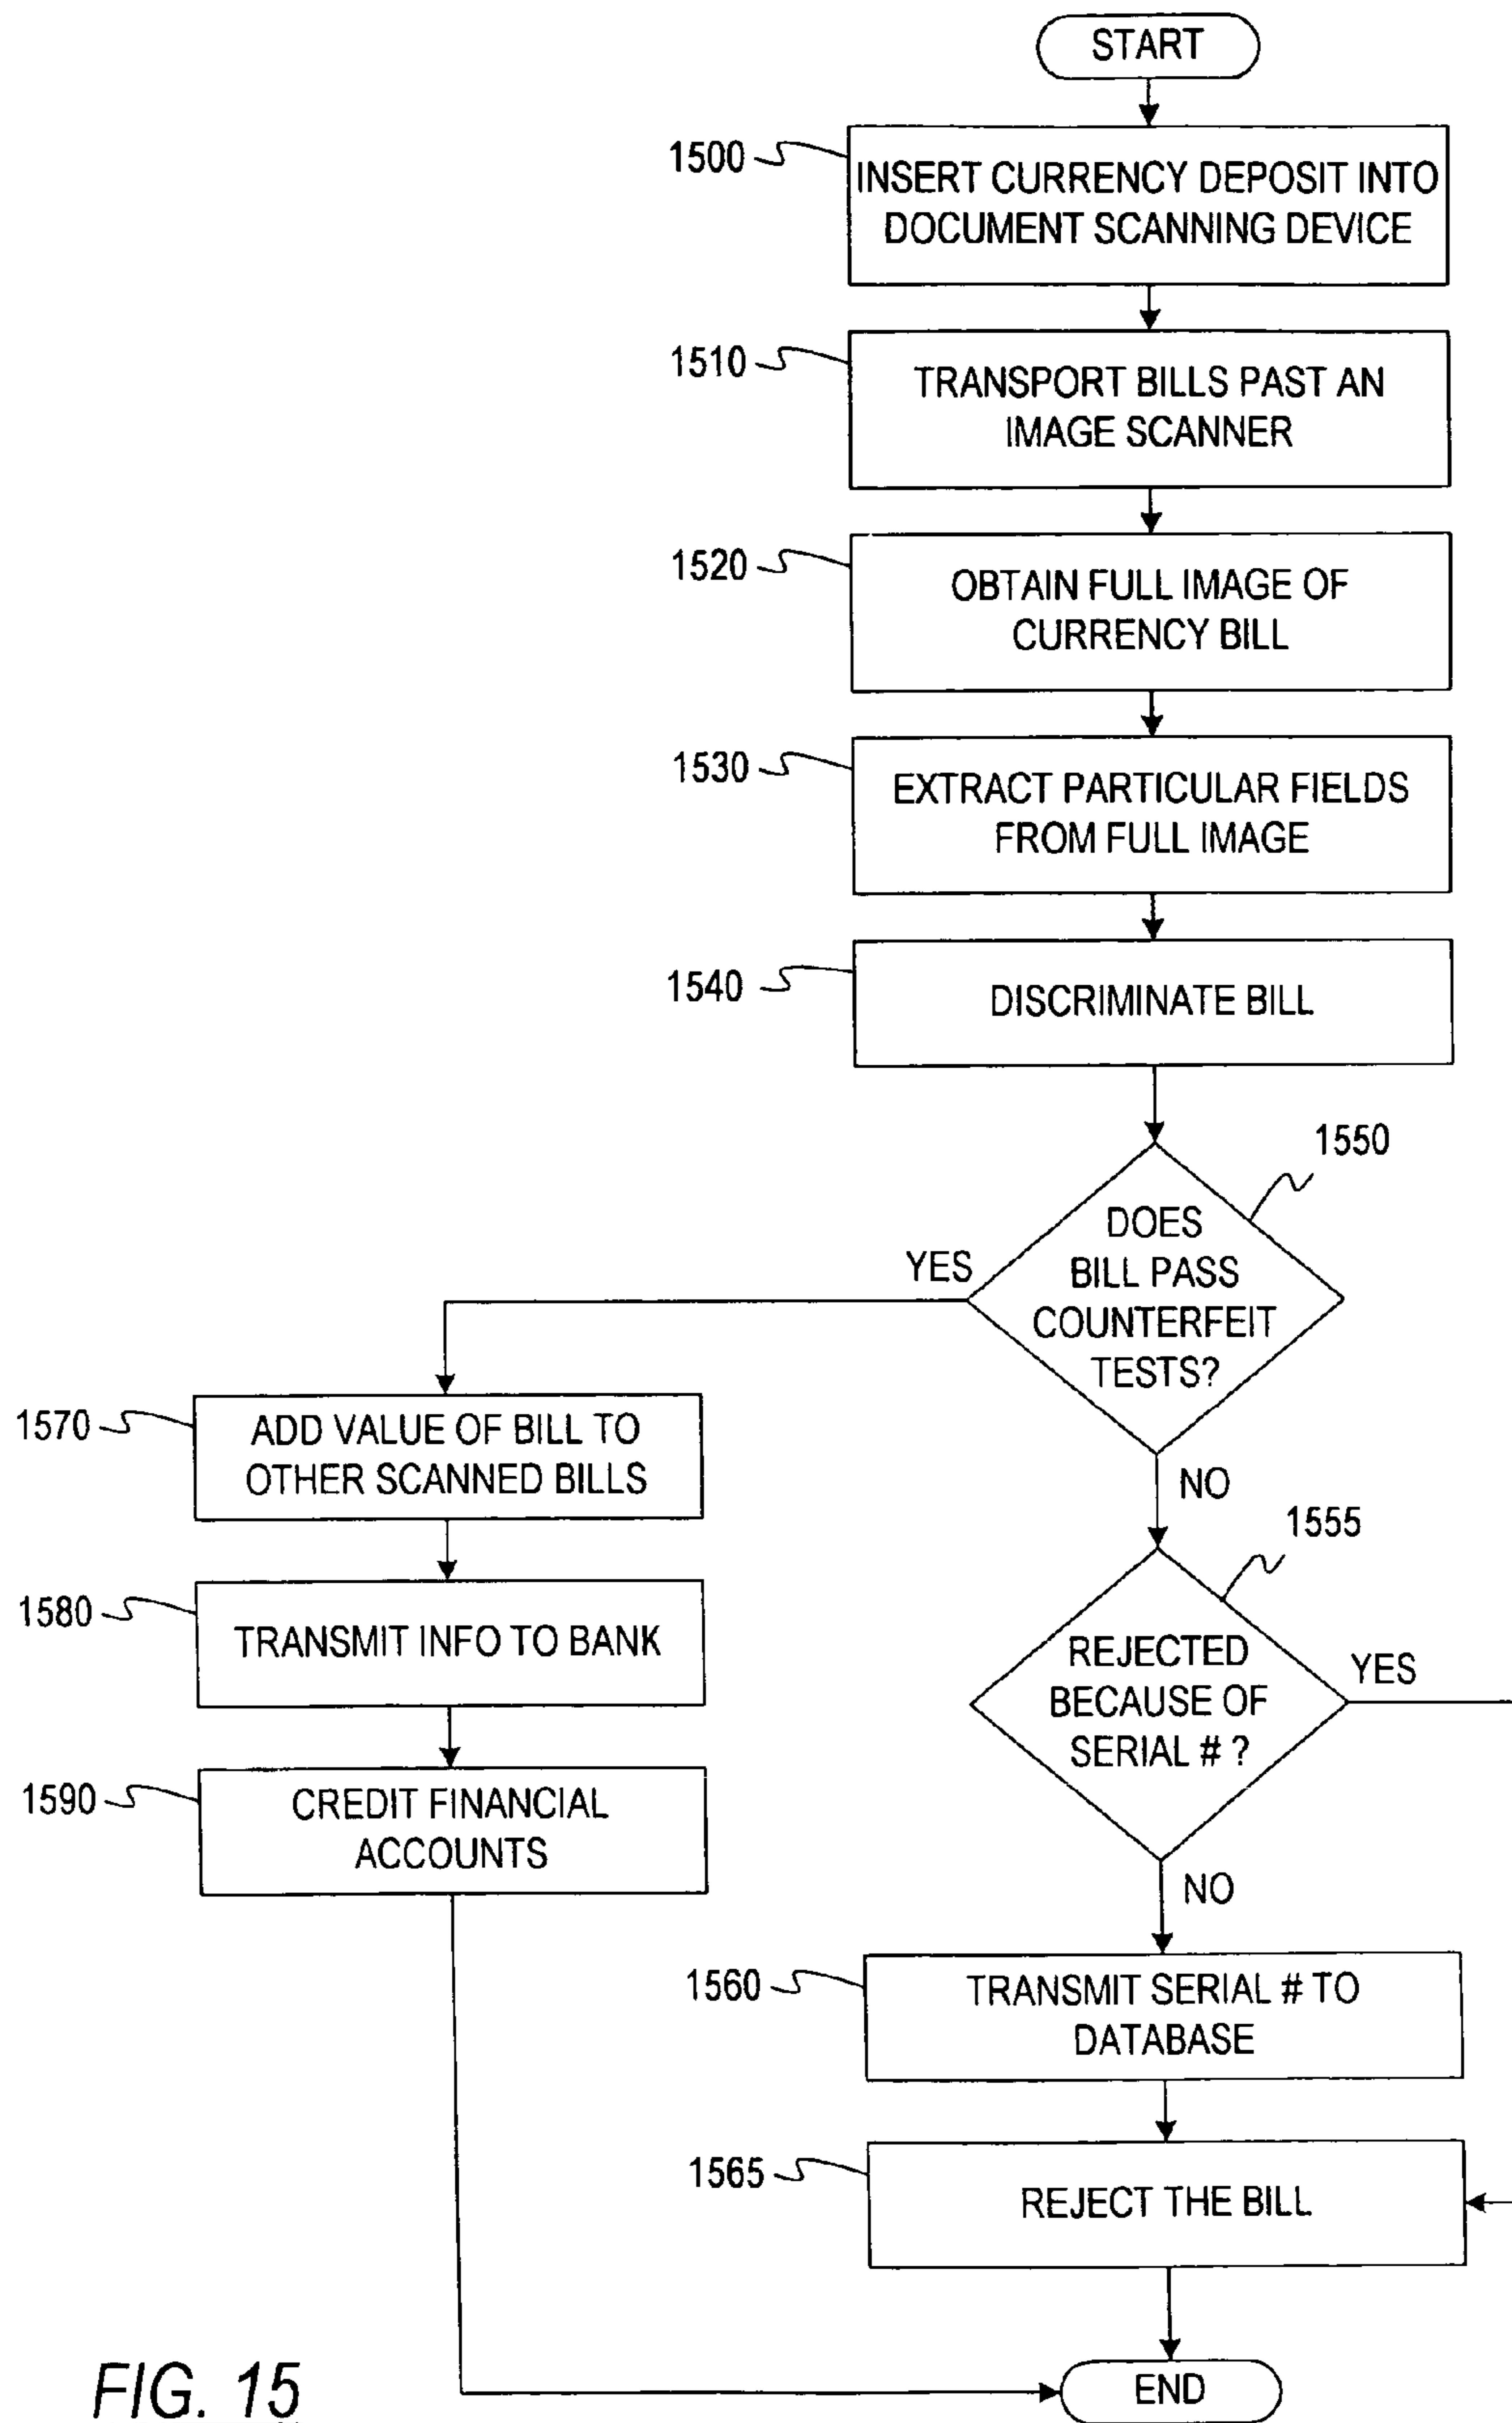 START
1500
INSERT CURRENCY DEPOSIT INTO
DOCUMENT SCANNING DEVICE
1510
TRANSPORT BILLS PAST AN
IMAGE SCANNER
1520
OBTAIN FULL IMAGE OF
CURRENCY BILL
1530
EXTRACT PARTICULAR FIELDS
FROM FULL IMAGE
1540
DISCRIMINATE BILL
1550
DOES
BILL PASS
COUNTERFEIT
TESTS?
YES
NO
1570
ADD VALUE OF BILL TO
OTHER SCANNED BILLS
1580
TRANSMIT INFO TO BANK
1590
CREDIT FINANCIAL
ACCOUNTS
1555
REJECTED
BECAUSE OF
SERIAL # ?
YES
NO
1560
TRANSMIT SERIAL # TO
DATABASE
1565
REJECT THE BILL
END
FIG. 15